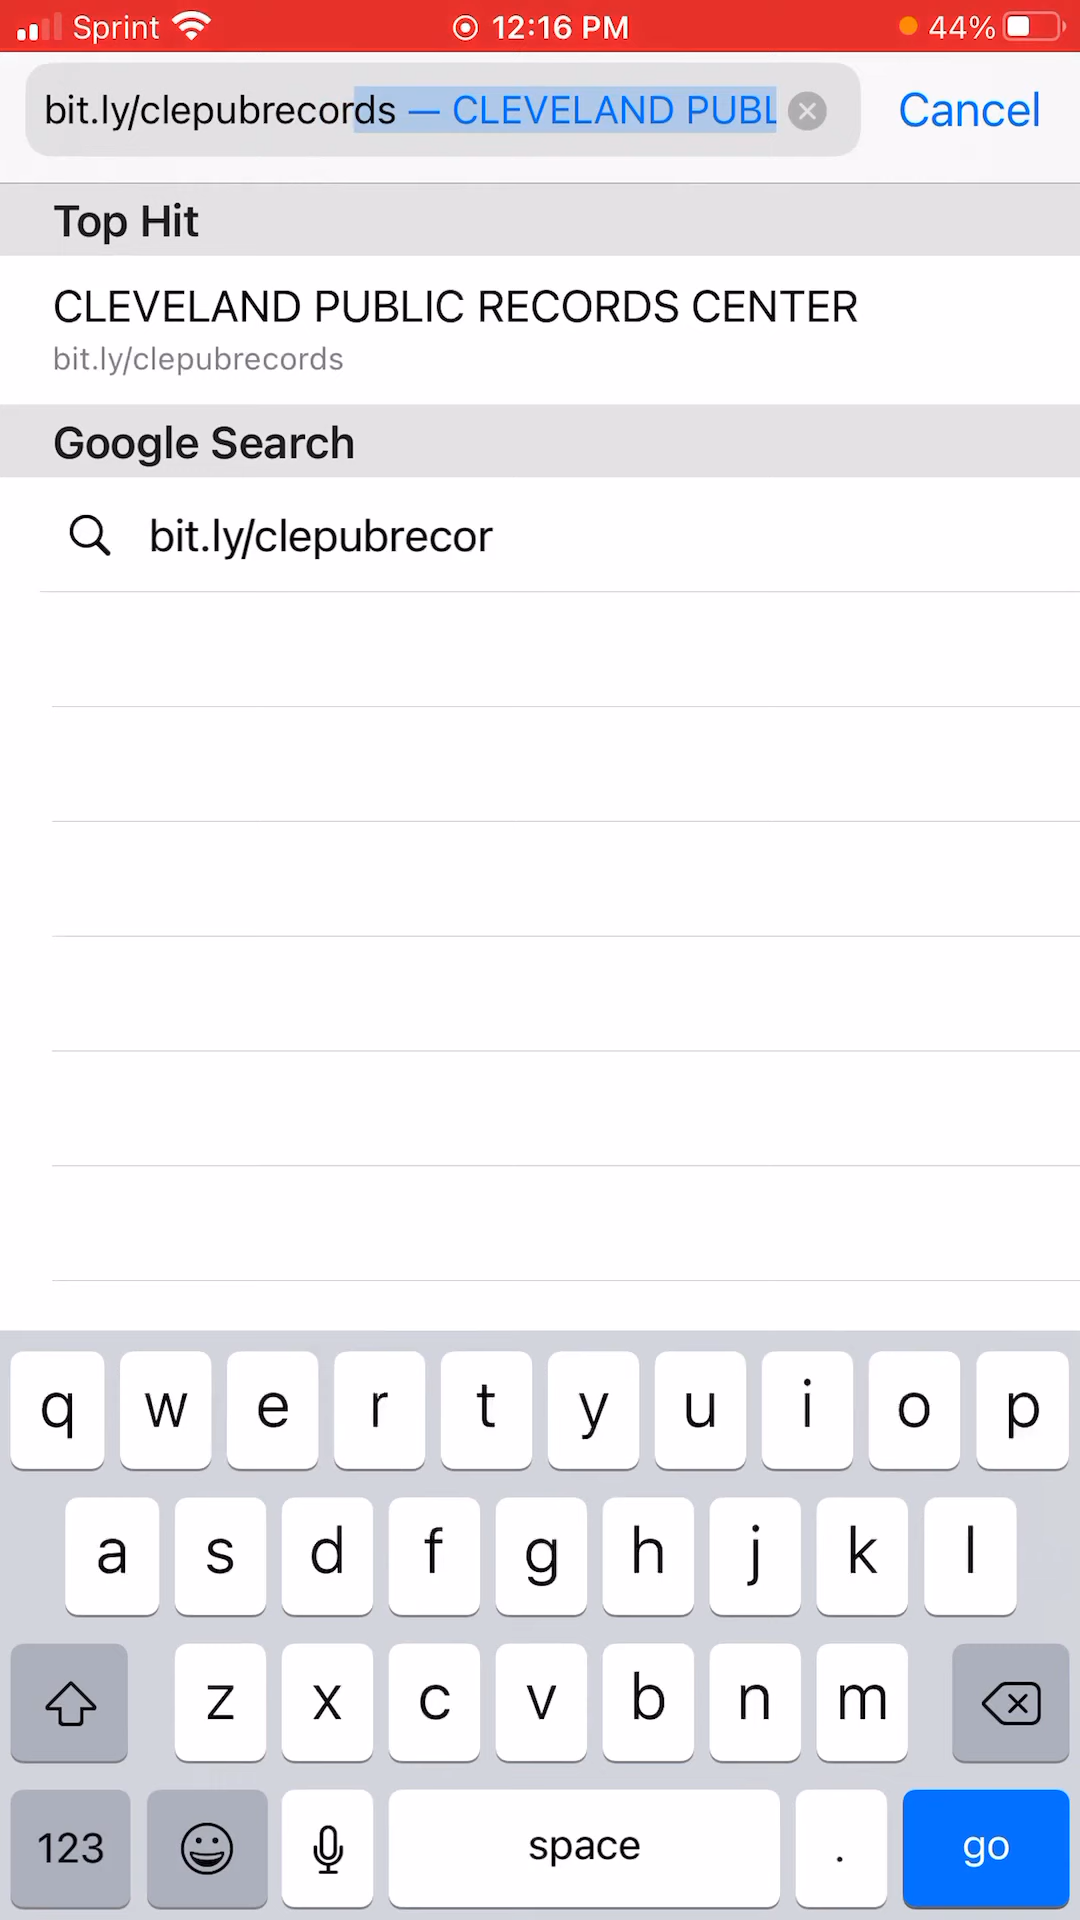 Sprint 12:16 PM 44%
bit.ly/clepubrecords — CLEVELAND PUBL Cancel
Top Hit
CLEVELAND PUBLIC RECORDS CENTER
bit.ly/clepubrecords
Google Search
bit.ly/clepubrecor
q w e r t y u i o p
a s d f g h j k l
z x c v b n m
123 space . go